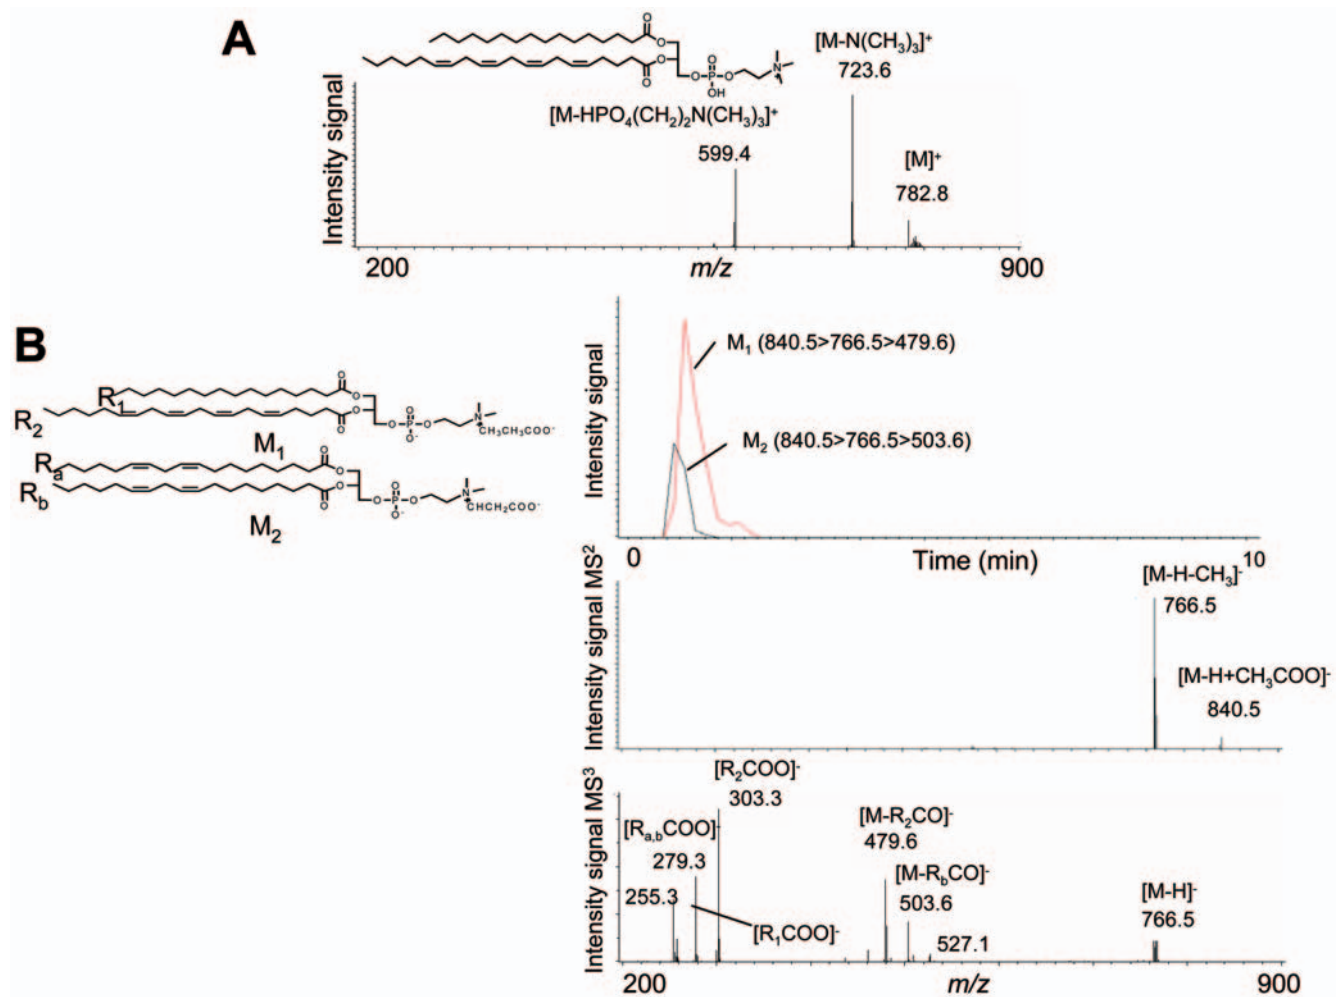 A
O
O
O
O
O
O
P
O
OH
N
+
[M-N(CH₃)₃]⁺
723.6
[M-HPO₄(CH₂)₂N(CH₃)₃]⁺
599.4
[M]⁺
782.8
Intensity signal
200
m/z
900
B
R₁
R₂
O
O
O
O
O
O
P
O
O⁻
N
CH₃CH₃COO⁻
M₁
Rₐ
R_b
O
O
O
O
O
O
P
O
O⁻
N
CHCH₂COO⁻
M₂
Intensity signal
M₁ (840.5>766.5>479.6)
M₂ (840.5>766.5>503.6)
0
Time (min)
10
Intensity signal MS²
[M-H-CH₃]⁻
766.5
[M-H+CH₃COO]⁻
840.5
Intensity signal MS³
[R₂COO]⁻
303.3
[Rₐ,bCOO]⁻
279.3
255.3
[R₁COO]⁻
[M-R₂CO]⁻
479.6
[M-R_bCO]⁻
503.6
527.1
[M-H]⁻
766.5
200
m/z
900